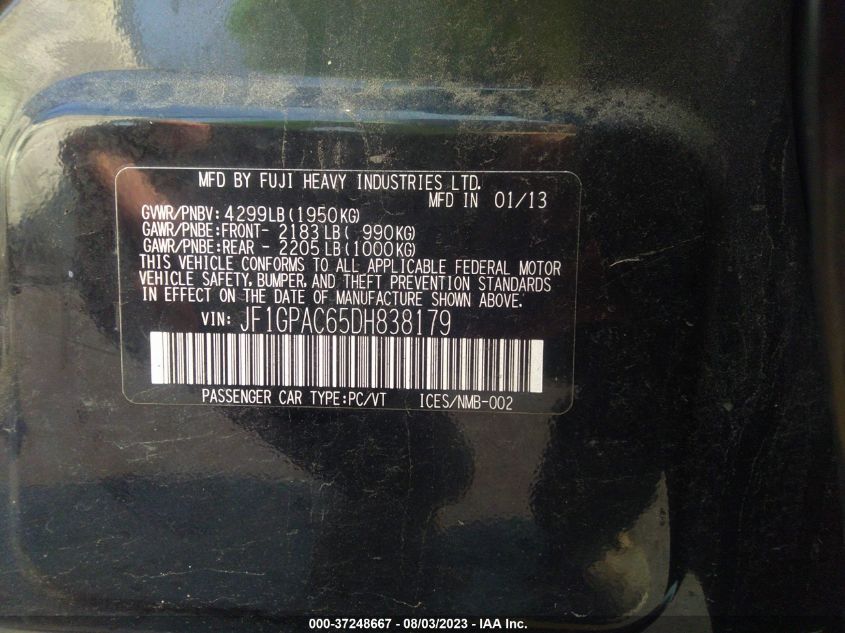 MFD BY FUJI HEAVY INDUSTRIES LTD.
MFD IN 01/13
GVWR/PNBV: 4299LB(1950KG)
GAWR/PNBE:FRONT- 2183LB( 990KG)
GAWR/PNBE:REAR - 2205LB(1000KG)
THIS VEHICLE CONFORMS TO ALL APPLICABLE FEDERAL MOTOR
VEHICLE SAFETY, BUMPER, AND THEFT PREVENTION STANDARDS
IN EFFECT ON THE DATE OF MANUFACTURE SHOWN ABOVE.
VIN: JF1GPAC65DH838179
PASSENGER CAR TYPE:PC/VT ICES/NMB-002
000-37248667 - 08/03/2023 - IAA Inc.